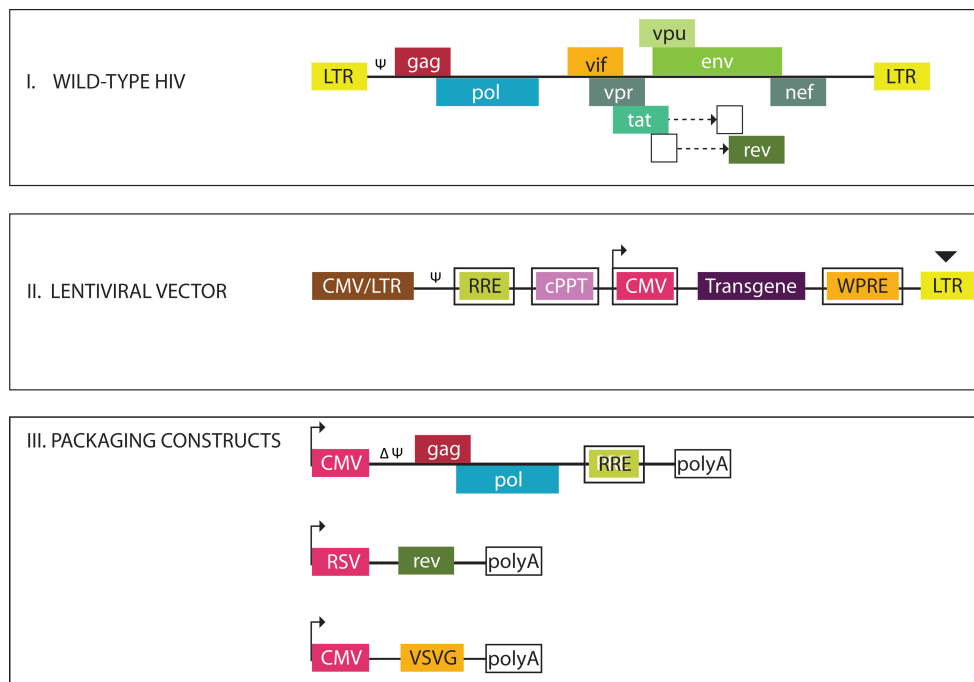 I. WILD-TYPE HIV
vpu
vif env
LTR Ψ gag LTR
pol vpr nef
tat
rev
II. LENTIVIRAL VECTOR
CMV/LTR Ψ RRE cPPT CMV Transgene WPRE LTR
III. PACKAGING CONSTRUCTS
gag
CMV Δ Ψ RRE polyA
pol
RSV rev polyA
CMV VSVG polyA